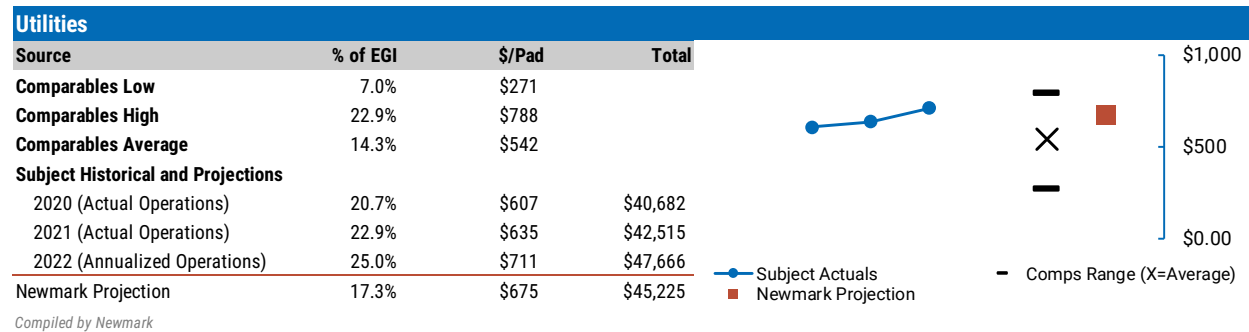 Utilities
Source % of EGI $/Pad Total
Comparables Low 7.0% $271
Comparables High 22.9% $788
Comparables Average 14.3% $542
Subject Historical and Projections
2020 (Actual Operations) 20.7% $607 $40,682
2021 (Actual Operations) 22.9% $635 $42,515
2022 (Annualized Operations) 25.0% $711 $47,666
Newmark Projection 17.3% $675 $45,225
Compiled by Newmark
$1,000
$500
$0.00
Subject Actuals
Comps Range (X=Average)
Newmark Projection